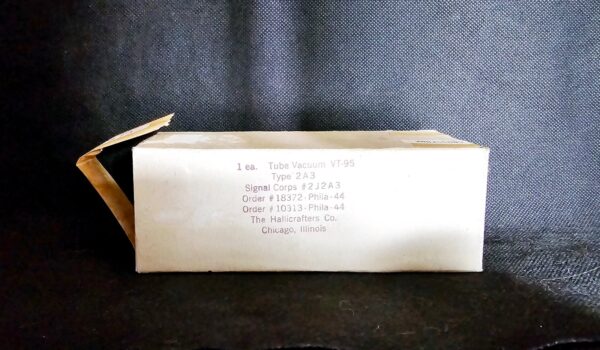 1 ea. Tube Vacuum VT-95
Type 2A3
Signal Corps #2J2A3
Order #18372-Phila-44
Order #10313-Phila-44
The Hallicrafters Co.
Chicago, Illinois